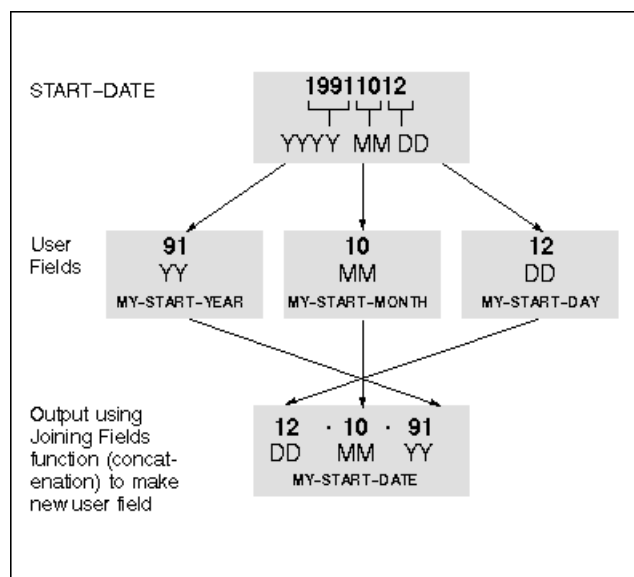 START-DATE
19911012
YYYY MM DD
User
Fields
91
YY
MY-START-YEAR
10
MM
MY-START-MONTH
12
DD
MY-START-DAY
Output using
Joining Fields
function (concat-
enation) to make
new user field
12 · 10 · 91
DD MM YY
MY-START-DATE